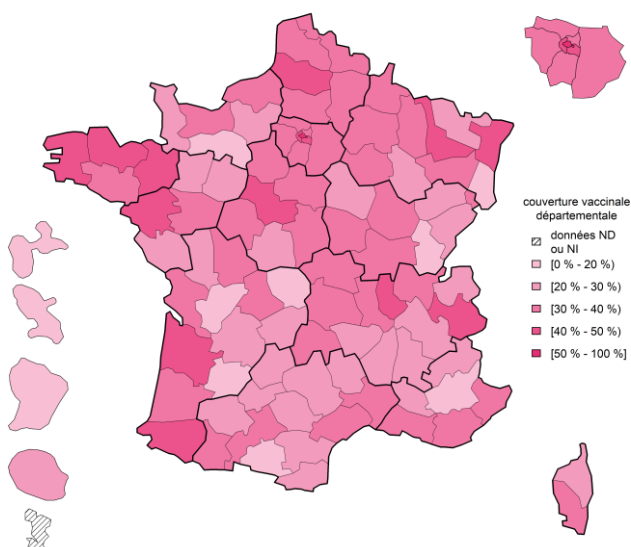 couverture vaccinale
départementale
données ND
ou NI
[0 % - 20 %)
[20 % - 30 %)
[30 % - 40 %)
[40 % - 50 %)
[50 % - 100 %]